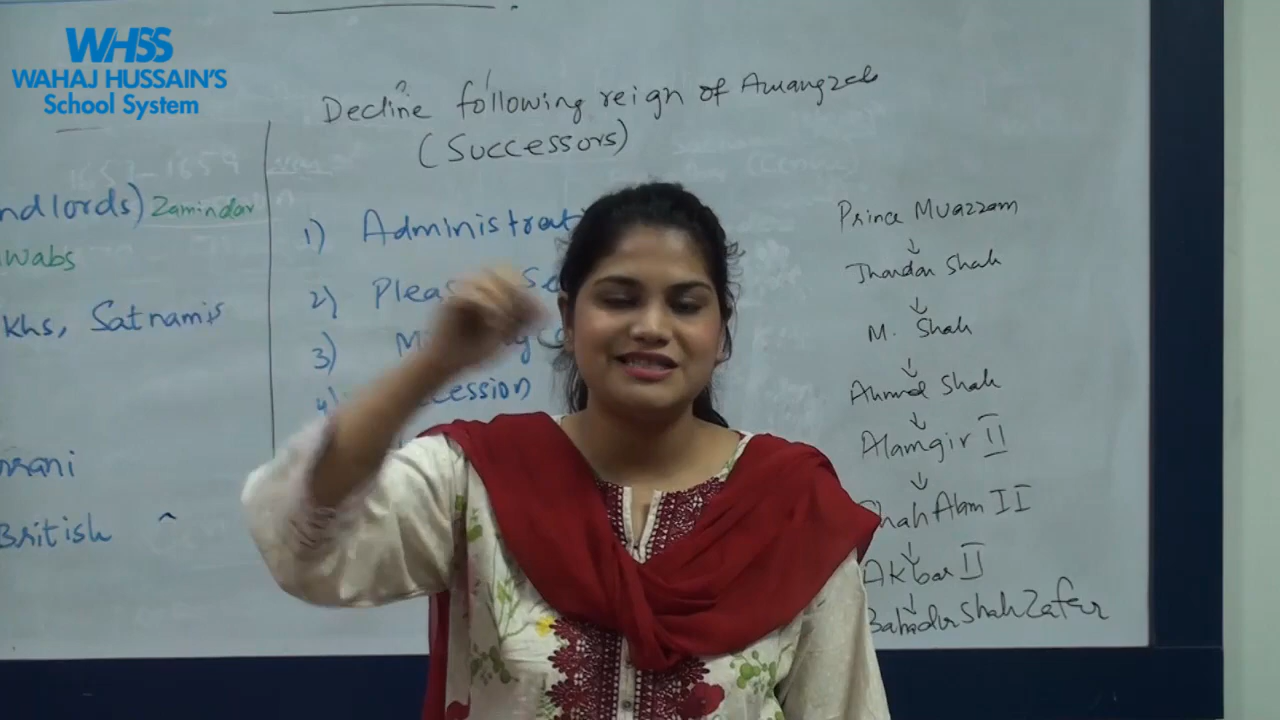 WHSS
WAHAJ HUSSAIN'S
School System
Decline following reign of Aurangzeb
(Successors)
ndlords) Zamindar
wabs
khs, Satnamis
British
1) Administrat
2) Pleas Se
3)
4) cession
Prince Muazzam
↓
Jhandar Shah
↓
M. Shah
↓
Ahmed Shah
↓
Alamgir II
↓
hah Alam II
↓
Akbar II
↓
Bahadur Shah Zafar